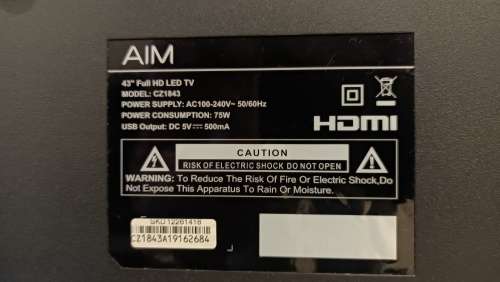 AIM
43" Full HD LED TV
MODEL: CZ1843
POWER SUPPLY: AC100-240V~ 50/60Hz
POWER CONSUMPTION: 75W
USB Output: DC 5V⎓ 500mA
HDMI
CAUTION
RISK OF ELECTRIC SHOCK DO NOT OPEN
WARNING: To Reduce The Risk Of Fire Or Electric Shock,Do
Not Expose This Apparatus To Rain Or Moisture.
SKU 12261416
CZ1843A19162684